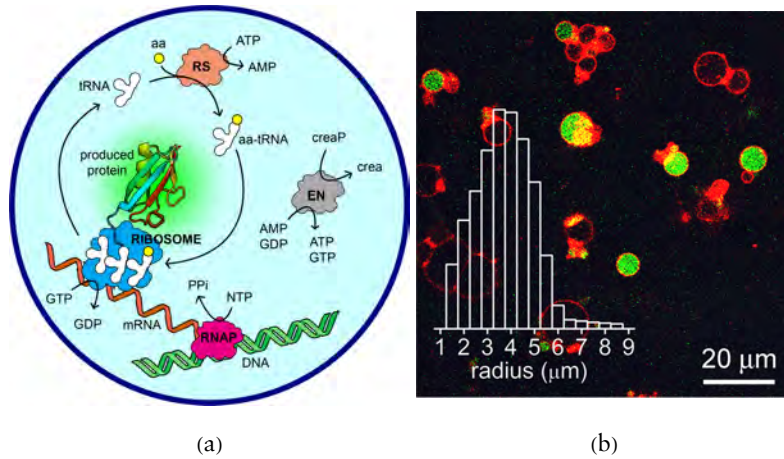 aa
ATP
RS
AMP
tRNA
aa-tRNA
produced
protein
creaP
crea
EN
AMP
GDP
ATP
GTP
RIBOSOME
GTP
GDP
mRNA
PPi
NTP
RNAP
DNA
1 2 3 4 5 6 7 8 9
radius (μm)
20 μm
(a)
(b)